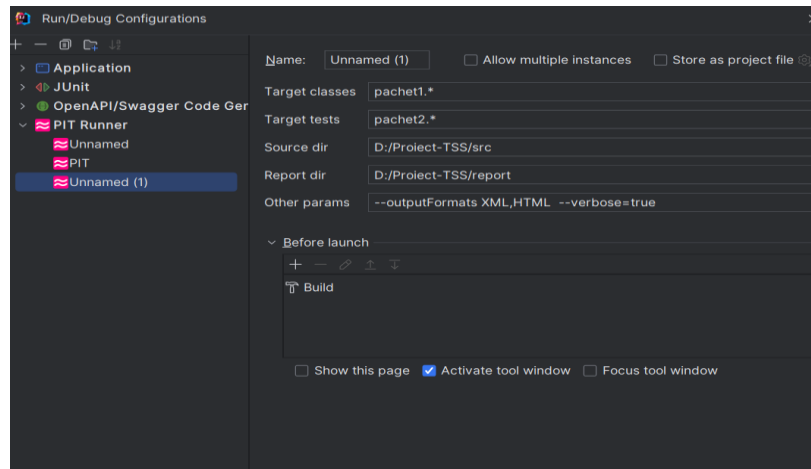 Run/Debug Configurations
Application
JUnit
OpenAPI/Swagger Code Ger
PIT Runner
Unnamed
PIT
Unnamed (1)
Name: Unnamed (1) Allow multiple instances Store as project file
Target classes pachet1.*
Target tests pachet2.*
Source dir D:/Proiect-TSS/src
Report dir D:/Proiect-TSS/report
Other params --outputFormats XML,HTML --verbose=true
Before launch
Build
Show this page Activate tool window Focus tool window